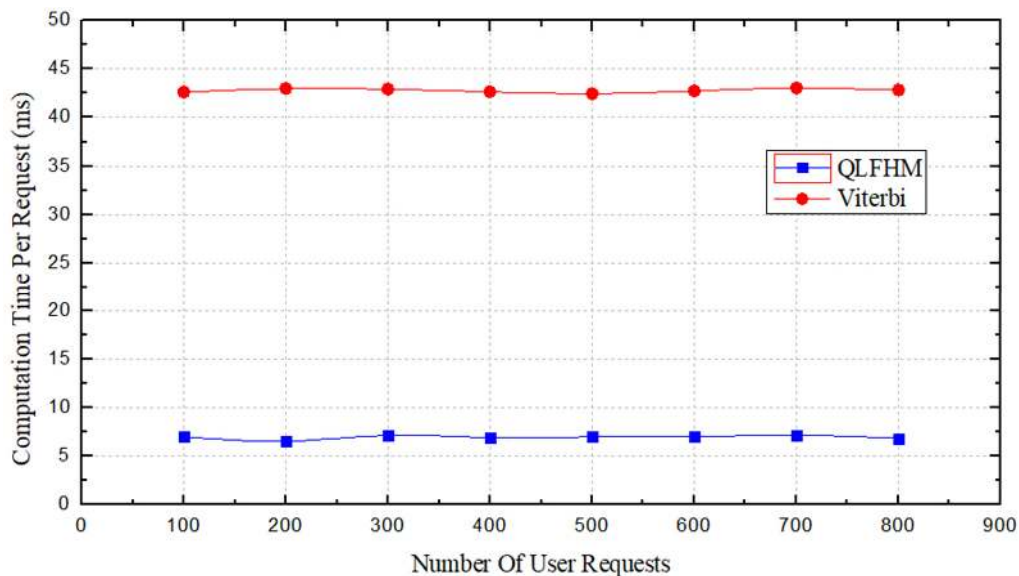 50
45
40
35
30
25
20
15
10
5
0
Computation Time Per Request (ms)
QLFHM
Viterbi
0 100 200 300 400 500 600 700 800 900
Number Of User Requests